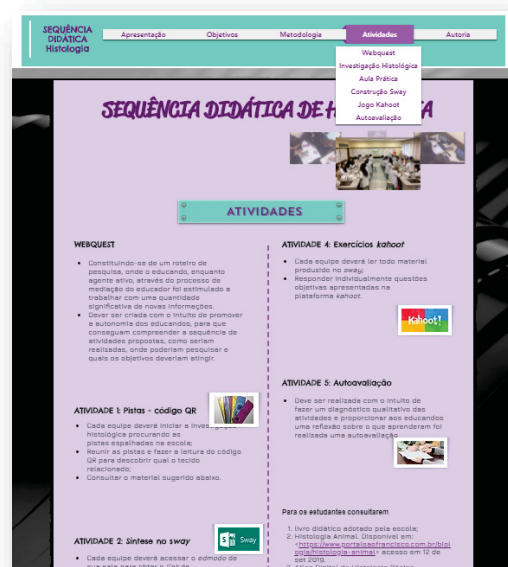 SEQUÊNCIA
DIDÁTICA
Histologia
Apresentação
Objetivos
Metodologia
Atividades
Autoria
Webquest
Investigação Histológica
Aula Prática
Construção Sway
Jogo Kahoot
Autoavaliação
SEQUÊNCIA DIDÁTICA DE H A
ATIVIDADES
WEBQUEST
Constituindo-se de um roteiro de
pesquisa, onde o educando, enquanto
agente ativo, através do processo de
mediação do educador foi estimulado a
trabalhar com uma quantidade
significativa de novas informações.
Dever ser criada com o intuito de promover
a autonomia dos educandos, para que
conseguam compreender a sequência de
atividades propostas, como seriam
realizadas, onde poderiam pesquisar e
quais os objetivos deveriam atingir.
ATIVIDADE 1: Pistas - código QR
Cada equipe deverá iniciar a investigação
histológica procurando as
pistas espalhadas na escola;
Reunir as pistas e fazer a leitura do código
QR para descobrir qual o tecido
relacionado;
Consultar o material sugerido abaixo.
ATIVIDADE 2: Síntese no sway
Sway
Cada equipe deverá acessar o edmodo de
ATIVIDADE 4: Exercícios kahoot
Cada equipe deverá ler todo material
produzido no sway;
Responder individualmente questões
objetivas apresentadas na
plataforma kahoot.
Kahoot!
ATIVIDADE 5: Autoavaliação
Deve ser realizada com o intuito de
fazer um diagnóstico qualitativo das
atividades e proporcionar aos educandos
uma reflexão sobre o que aprenderam foi
realizada uma autoavaliação
Para os estudantes consultarem
1. livro didático adotado pela escola;
2. Histologia Animal. Disponível em:
<https://www.portalsaofrancisco.com.br/biol
ogia/histologia-animal> acesso em 12 de
set 2019.